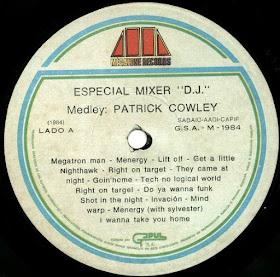 MEGATONE RECORDS
ESPECIAL MIXER "D.J."
Medley: PATRICK COWLEY
(1984)
SADAIC-AADI-CAPIF
LADO A
G.S.A. - M - 1984
Megatron man - Menergy - Lift off - Get a little
Nighthawk - Right on target - They came at
night - Goin'home - Tech no logical world
Right on target - Do ya wanna funk
Shot in the night - Invación - Mind
warp - Menergy (with sylvester)
I wanna take you home